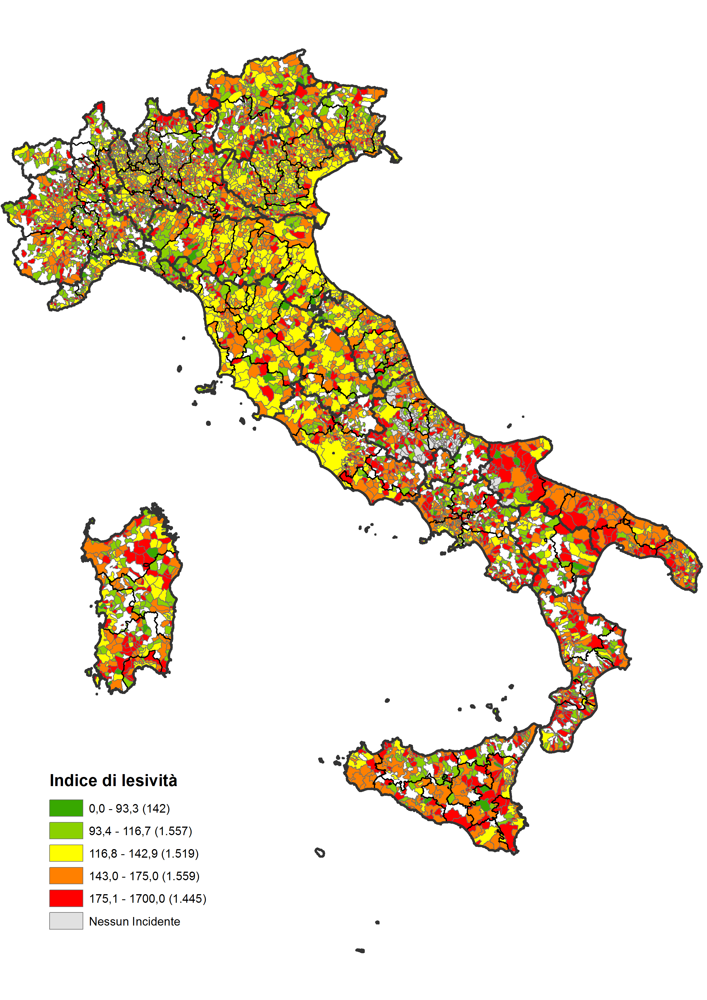 Indice di lesività
0,0 - 93,3 (142)
93,4 - 116,7 (1.557)
116,8 - 142,9 (1.519)
143,0 - 175,0 (1.559)
175,1 - 1700,0 (1.445)
Nessun Incidente